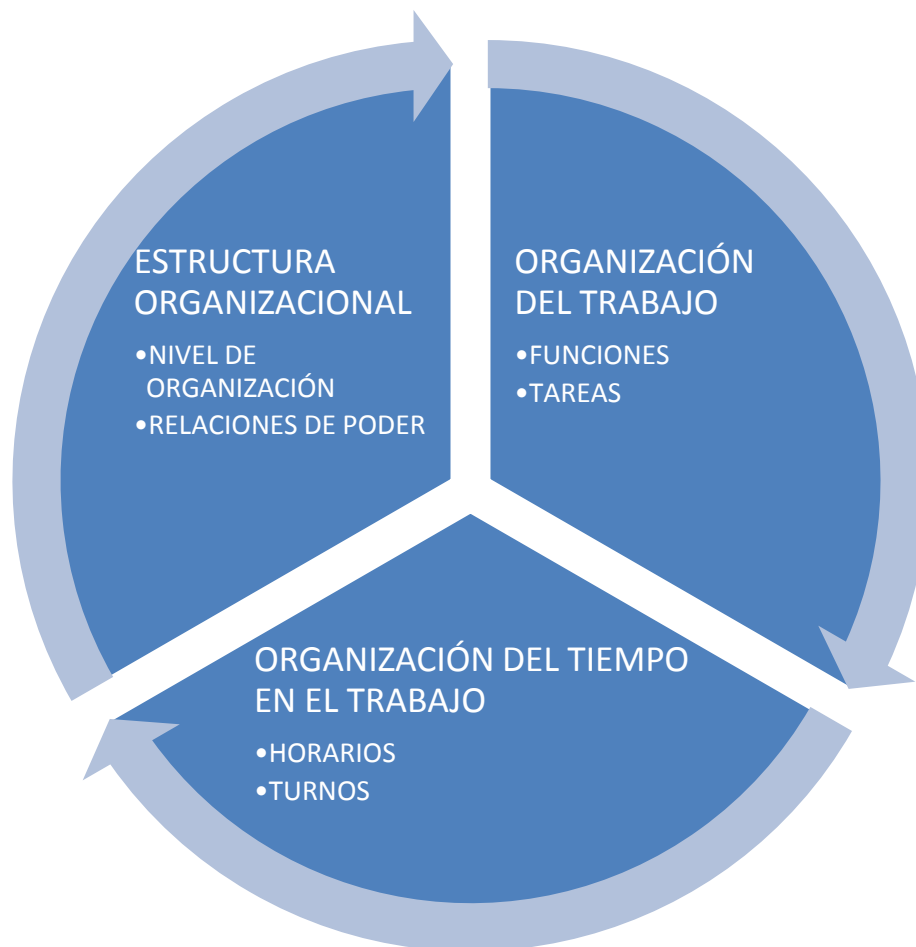 ESTRUCTURA
ORGANIZACIONAL
•NIVEL DE
ORGANIZACIÓN
•RELACIONES DE PODER
ORGANIZACIÓN
DEL TRABAJO
•FUNCIONES
•TAREAS
ORGANIZACIÓN DEL TIEMPO
EN EL TRABAJO
•HORARIOS
•TURNOS